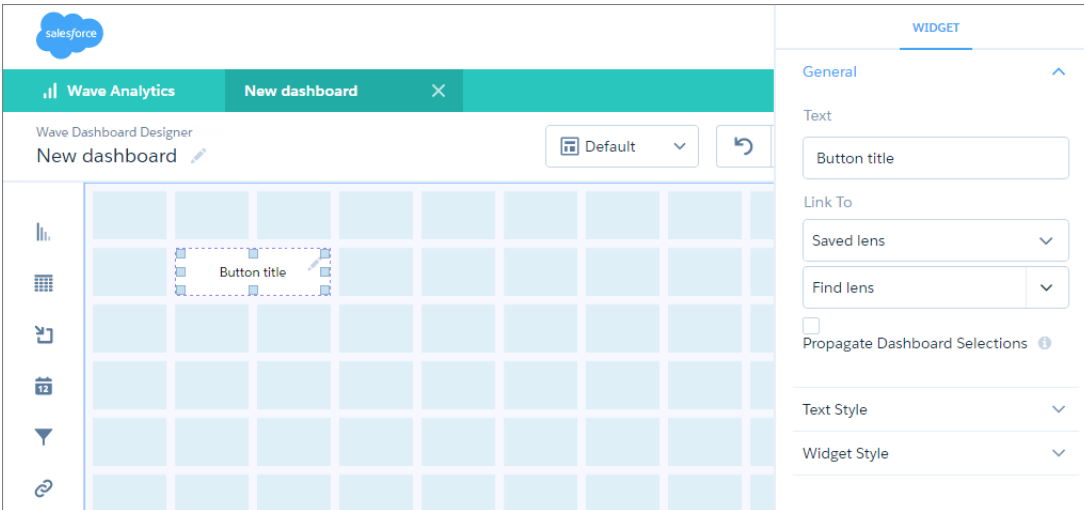 salesforce
WIDGET
Wave Analytics
New dashboard
General
Wave Dashboard Designer
New dashboard
Default
Text
Button title
Link To
Saved lens
Find lens
Propagate Dashboard Selections
Text Style
Widget Style
Button title
12